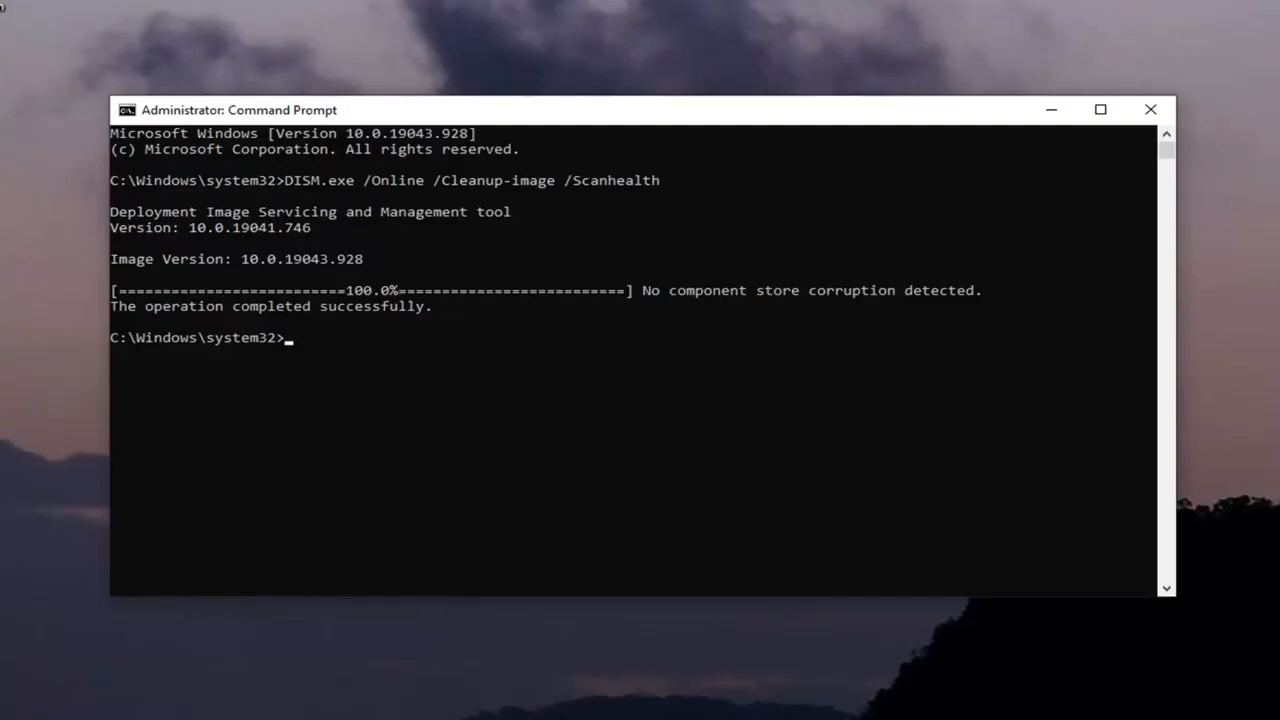 Administrator: Command Prompt
Microsoft Windows [Version 10.0.19043.928]
(c) Microsoft Corporation. All rights reserved.
C:\Windows\system32>DISM.exe /Online /Cleanup-image /Scanhealth
Deployment Image Servicing and Management tool
Version: 10.0.19041.746
Image Version: 10.0.19043.928
[==========================100.0%==========================] No component store corruption detected.
The operation completed successfully.
C:\Windows\system32>